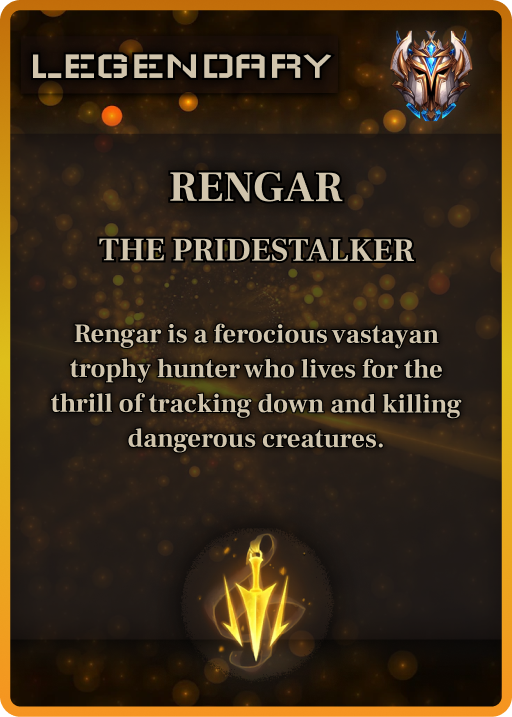 LEGENDARY
RENGAR
THE PRIDESTALKER
Rengar is a ferocious vastayan
trophy hunter who lives for the
thrill of tracking down and killing
dangerous creatures.